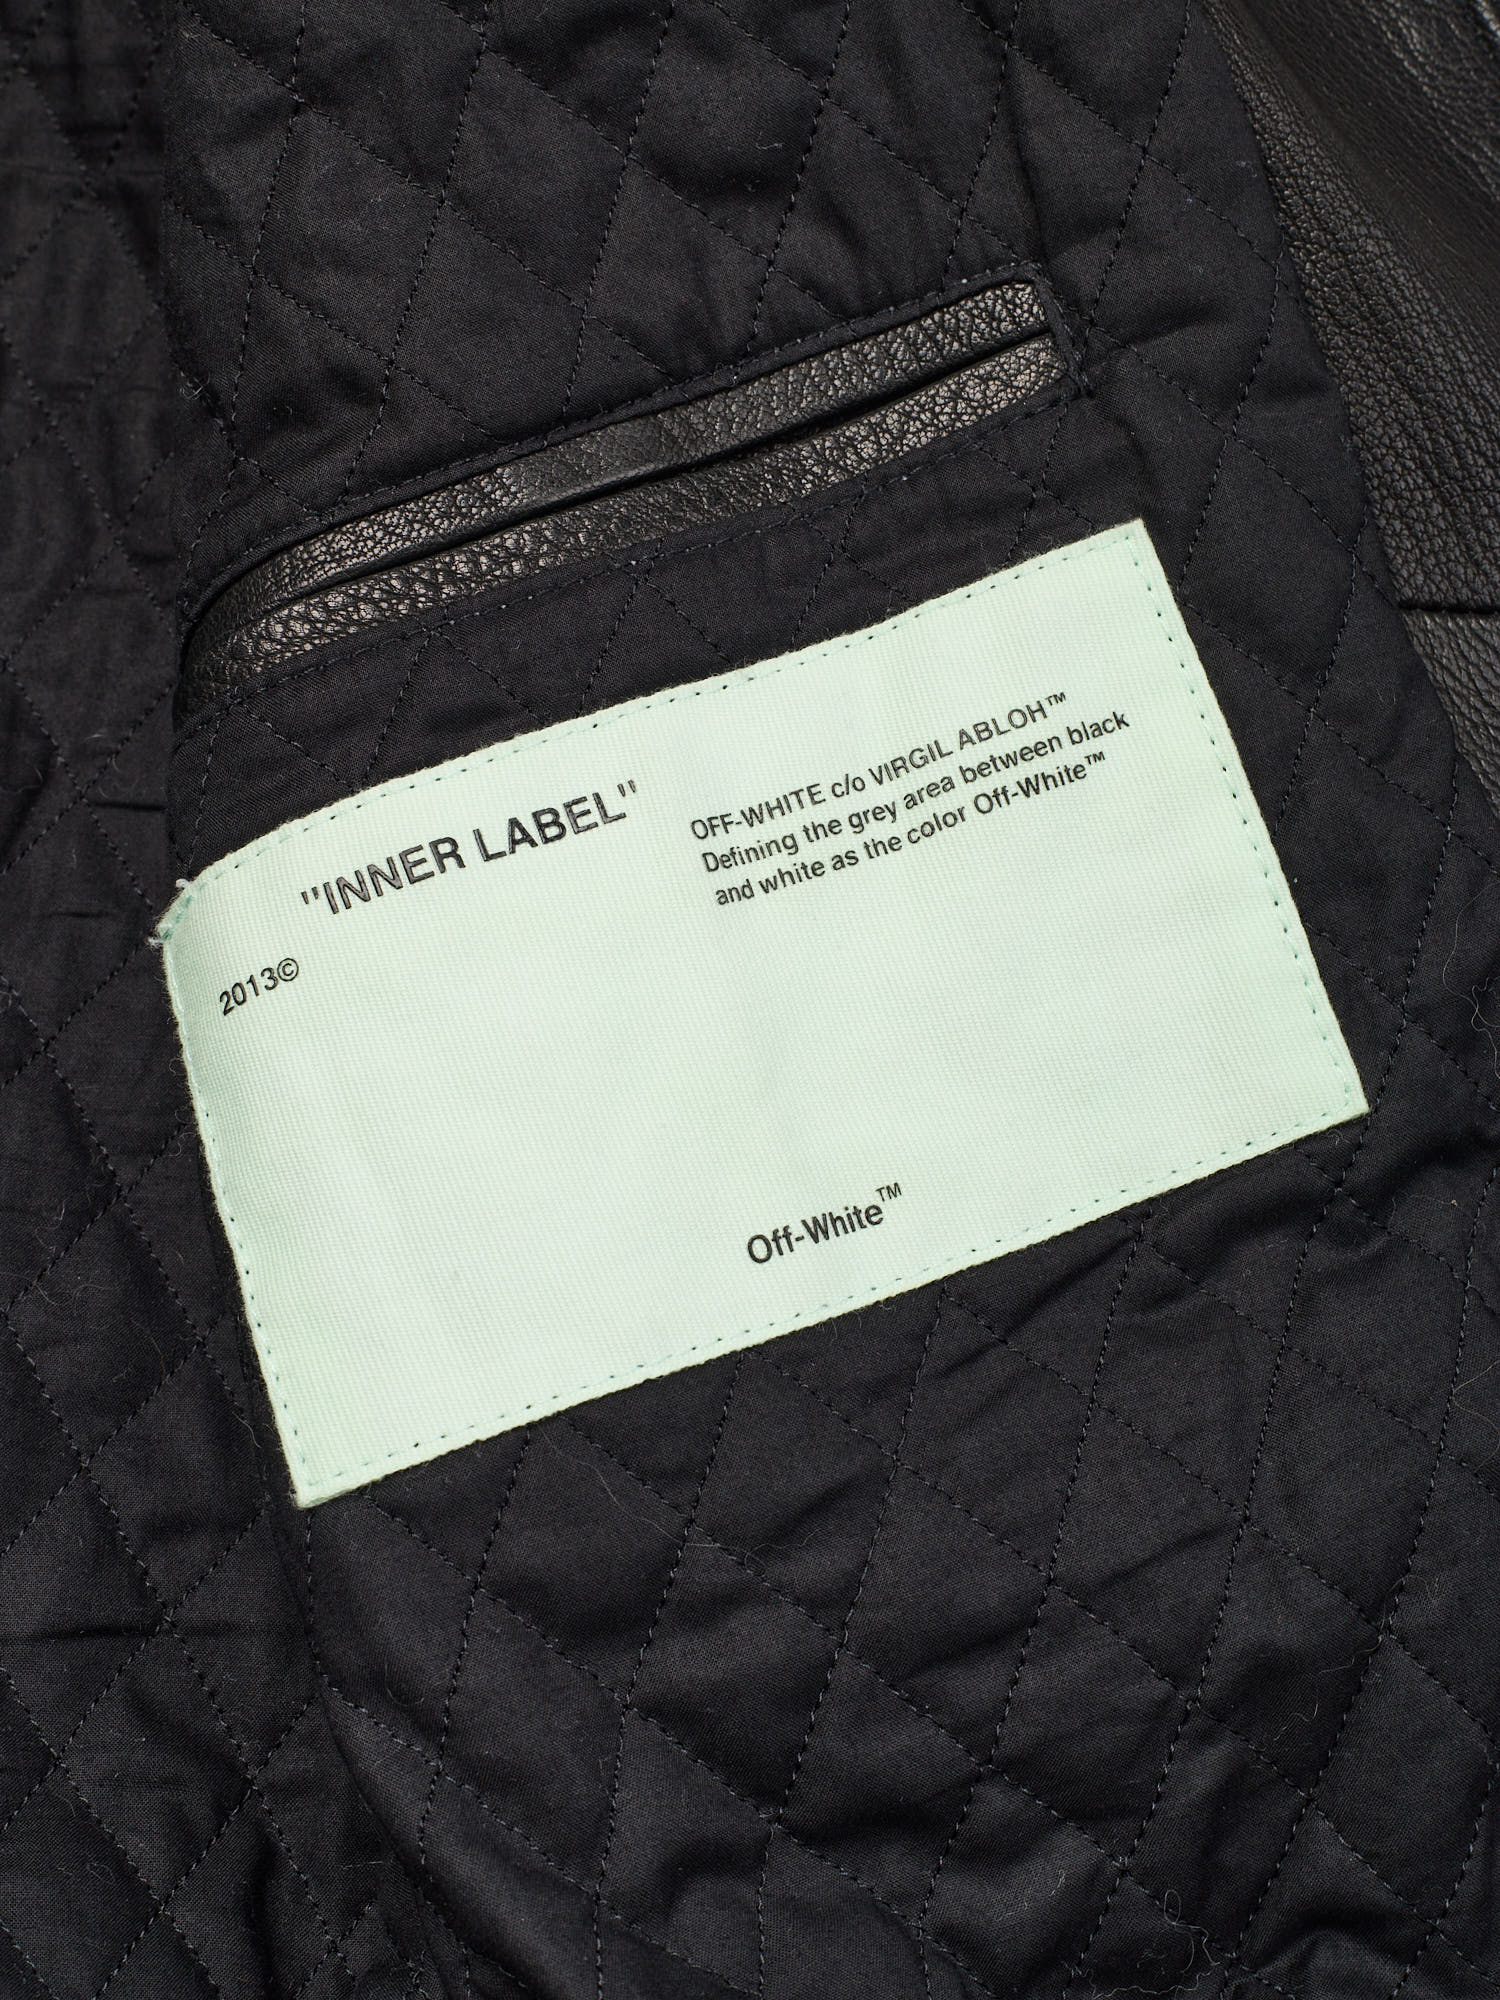 "INNER LABEL"
2013©
OFF-WHITE c/o VIRGIL ABLOH™
Defining the grey area between black
and white as the color Off-White™
Off-White™